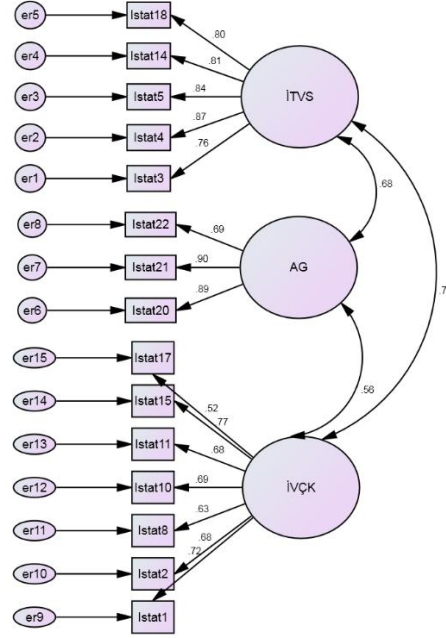 er5
Istat18
.80
er4
Istat14
.81
er3
Istat5
.84
er2
Istat4
.87
er1
Istat3
.76
İTVS
.68
er8
Istat22
.69
er7
Istat21
.90
AG
er6
Istat20
.89
.7
.56
er15
Istat17
.52
er14
Istat15
.77
er13
Istat11
.68
er12
Istat10
.69
İVÇK
er11
Istat8
.63
er10
Istat2
.68
er9
Istat1
.72